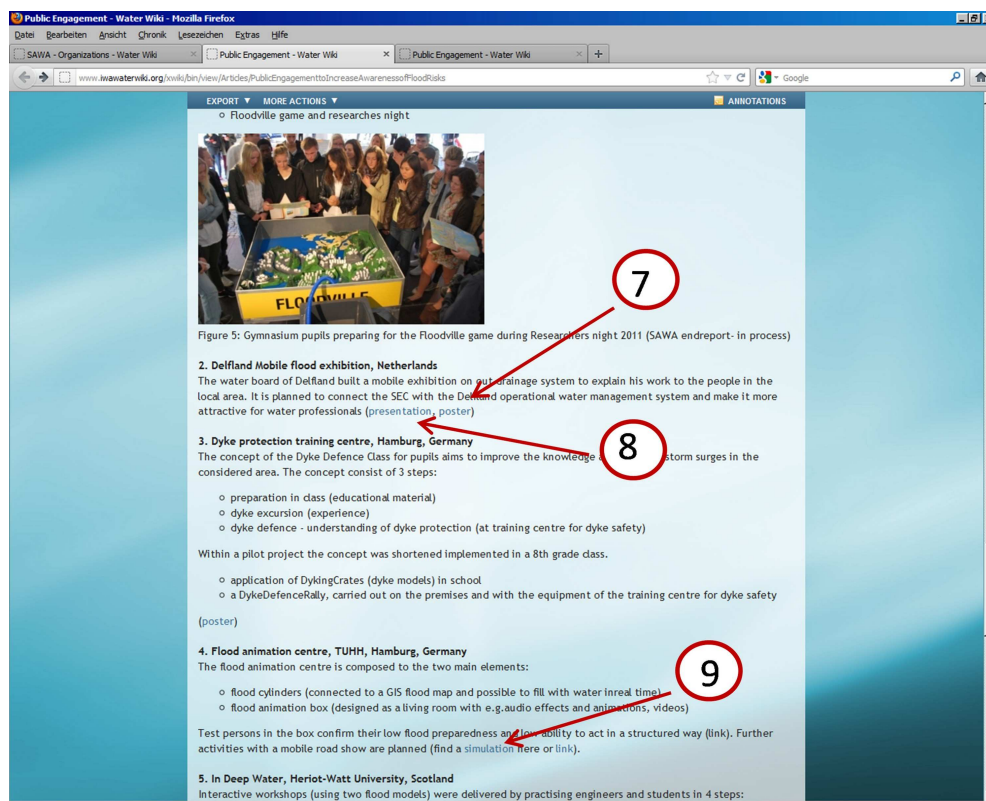 Public Engagement - Water Wiki - Mozilla Firefox
Datei Bearbeiten Ansicht Chronik Lesezeichen Extras Hilfe
SAWA - Organizations - Water Wiki × Public Engagement - Water Wiki × Public Engagement - Water Wiki × +
www.iwawaterwiki.org/xwiki/bin/view/Articles/PublicEngagementtoIncreaseAwarenessofFloodRisks Google
EXPORT ▼ MORE ACTIONS ▼ ANNOTATIONS
Floodville game and researches night
FLOODVILLE
7
Figure 5: Gymnasium pupils preparing for the Floodville game during Researchers night 2011 (SAWA endreport- in process)
2. Delfland Mobile flood exhibition, Netherlands
The water board of Delfland built a mobile exhibition on out drainage system to explain his work to the people in the
local area. It is planned to connect the SEC with the Delfland operational water management system and make it more
attractive for water professionals (presentation, poster)
8
3. Dyke protection training centre, Hamburg, Germany
The concept of the Dyke Defence Class for pupils aims to improve the knowledge storm surges in the
considered area. The concept consist of 3 steps:
preparation in class (educational material)
dyke excursion (experience)
dyke defence - understanding of dyke protection (at training centre for dyke safety)
Within a pilot project the concept was shortened implemented in a 8th grade class.
application of DykingCrates (dyke models) in school
a DykeDefenceRally, carried out on the premises and with the equipment of the training centre for dyke safety
(poster)
4. Flood animation centre, TUHH, Hamburg, Germany
The flood animation centre is composed to the two main elements:
9
flood cylinders (connected to a GIS flood map and possible to fill with water inreal time)
flood animation box (designed as a living room with e.g.audio effects and animations, videos)
Test persons in the box confirm their low flood preparedness and low ability to act in a structured way (link). Further
activities with a mobile road show are planned (find a simulation here or link).
5. In Deep Water, Heriot-Watt University, Scotland
Interactive workshops (using two flood models) were delivered by practising engineers and students in 4 steps: